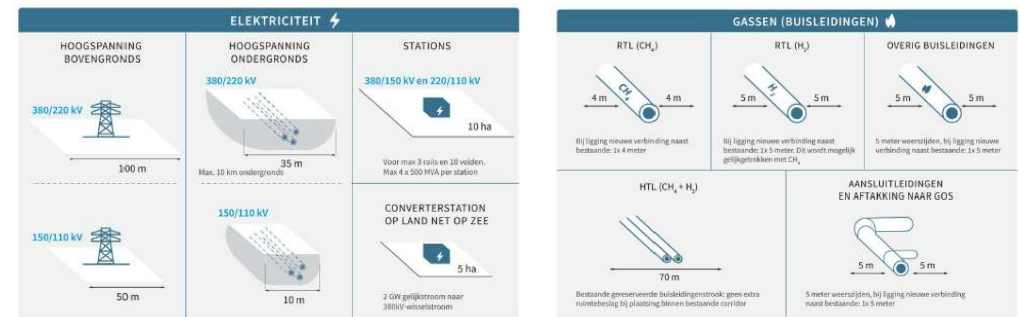 ELEKTRICITEIT
HOOGSPANNING
BOVENGRONDS
380/220 kV
100 m
150/110 kV
50 m
HOOGSPANNING
ONDERGRONDS
380/220 kV
35 m
Max. 10 km ondergronds
150/110 kV
10 m
STATIONS
380/150 kV en 220/110 kV
10 ha
Voor max 3 rails en 10 velden.
Max 4 x 500 MVA per station
CONVERTERSTATION
OP LAND NET OP ZEE
5 ha
2 GW gelijkstroom naar
380kV-wisselstroom
GASSEN (BUISLEIDINGEN)
RTL (CH₄)
CH₄
4 m
4 m
Bij ligging nieuwe verbinding naast
bestaande: 1x 4 meter
RTL (H₂)
H₂
5 m
5 m
Bij ligging nieuwe verbinding naast
bestaande: 1x 5 meter. Dit wordt mogelijk
gelijkgetrokken met CH₄
OVERIG BUISLEIDINGEN
5 m
5 m
5 meter weerszijden, bij ligging nieuwe
verbinding naast bestaande: 1x 5 meter
HTL (CH₄ + H₂)
70 m
Bestaande gereserveerde buisleidingenstrook: geen extra
ruimtebeslag bij plaatsing binnen bestaande corridor
AANSLUITLEIDINGEN
EN AFTAKKING NAAR GOS
5 m
5 m
5 meter weerszijden, bij ligging nieuwe verbinding
naast bestaande: 1x 5 meter